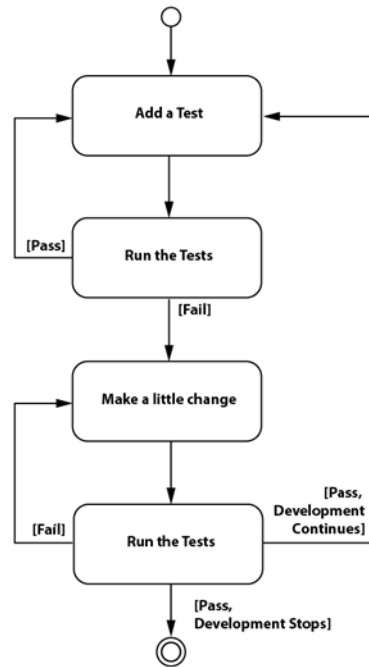 Add a Test
[Pass]
Run the Tests
[Fail]
Make a little change
[Fail]
Run the Tests
[Pass,
Development
Continues]
[Pass,
Development Stops]